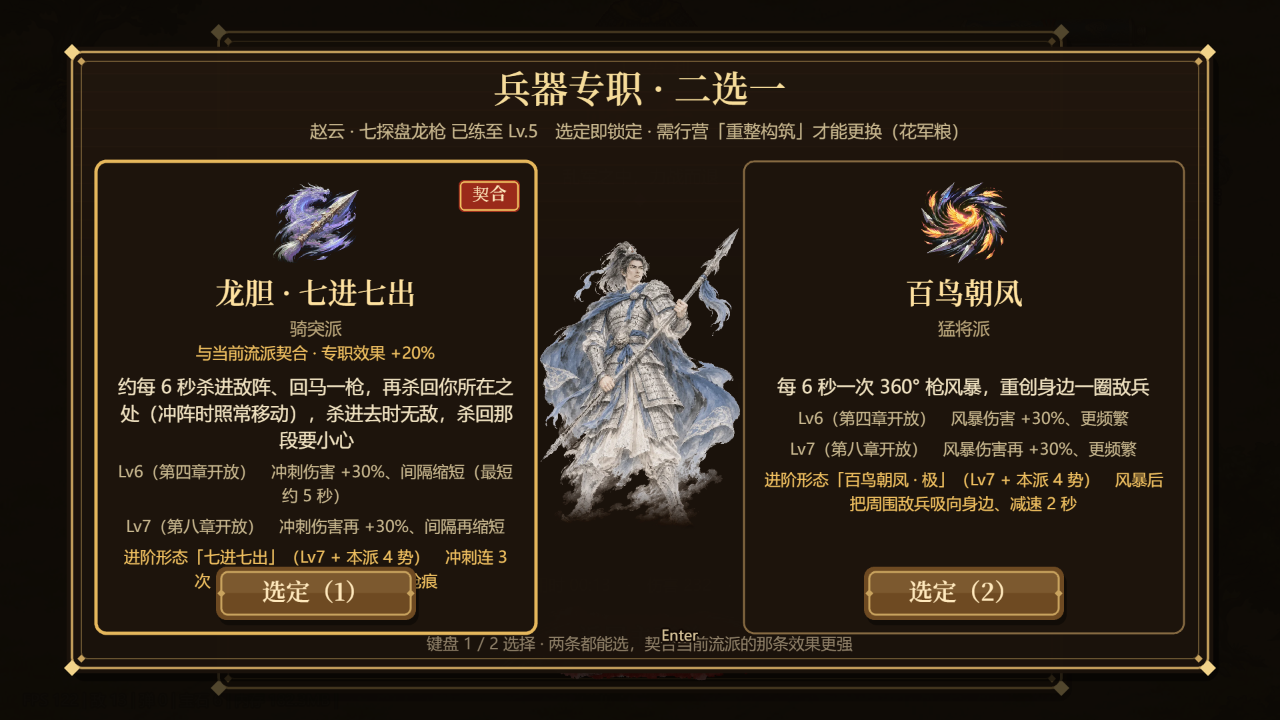 兵器专职 · 二选一
赵云 · 七探盘龙枪 已练至 Lv.5 选定即锁定 · 需行营「重整构筑」才能更换（花军粮）
契合
龙胆 · 七进七出
骑突派
与当前流派契合 · 专职效果 +20%
约每 6 秒杀进敌阵、回马一枪，再杀回你所在之
处（冲阵时照常移动），杀进去时无敌，杀回那
段要小心
Lv6（第四章开放） 冲刺伤害 +30%、间隔缩短（最短
约 5 秒）
Lv7（第八章开放） 冲刺伤害再 +30%、间隔再缩短
进阶形态「七进七出」（Lv7 + 本派 4 势） 冲刺连 3
次 痕
选定（1）
百鸟朝凤
猛将派
每 6 秒一次 360° 枪风暴，重创身边一圈敌兵
Lv6（第四章开放） 风暴伤害 +30%、更频繁
Lv7（第八章开放） 风暴伤害再 +30%、更频繁
进阶形态「百鸟朝凤 · 极」（Lv7 + 本派 4 势） 风暴后
把周围敌兵吸向身边、减速 2 秒
选定（2）
Enter
键盘 1 / 2 选择 · 两条都能选，契合当前流派的那条效果更强